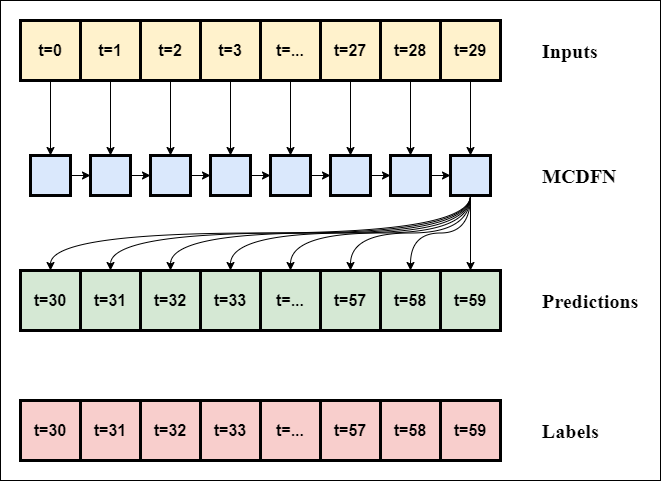 t=0 t=1 t=2 t=3 t=... t=27 t=28 t=29 Inputs
MCDFN
t=30 t=31 t=32 t=33 t=... t=57 t=58 t=59 Predictions
t=30 t=31 t=32 t=33 t=... t=57 t=58 t=59 Labels